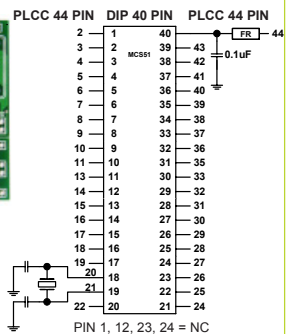 PLCC 44 PIN DIP 40 PIN PLCC 44 PIN
2 1 40 FR 44
3 2 MCS51 39 43
4 3 38 42 0.1uF
5 4 37 41
6 5 36 40
7 6 35 39
8 7 34 38
9 8 33 37
10 9 32 36
11 10 31 35
13 11 30 33
14 12 29 32
15 13 28 31
16 14 27 30
17 15 26 29
18 16 25 28
19 17 24 27
20 18 23 26
21 19 22 25
22 20 21 24
PIN 1, 12, 23, 24 = NC